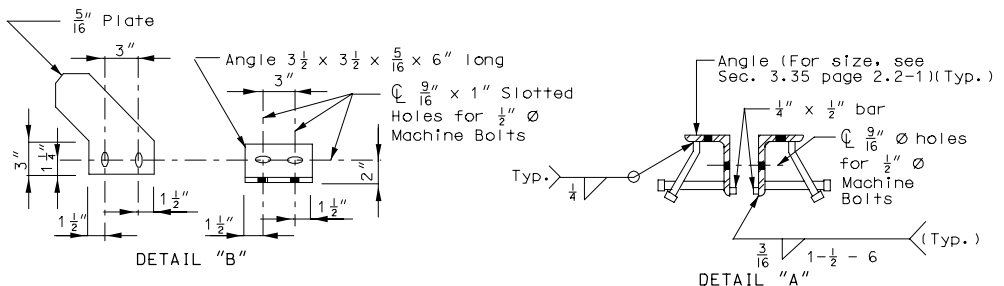 5/16" Plate
3"
Angle 3 1/2 x 3 1/2 x 5/16 x 6" long
3"
℄ 9/16" x 1" Slotted
Holes for 1/2" Ø
Machine Bolts
3"
1 1/4"
2"
1 1/2"
1 1/2"
1 1/2"
1 1/2"
DETAIL "B"
Angle (For size, see
Sec. 3.35 page 2.2-1)(Typ.)
1/4" x 1/2" bar
℄ 9/16" Ø holes
for 1/2" Ø
Machine
Bolts
Typ.
1/4
3/16
1-1/2 - 6
(Typ.)
DETAIL "A"